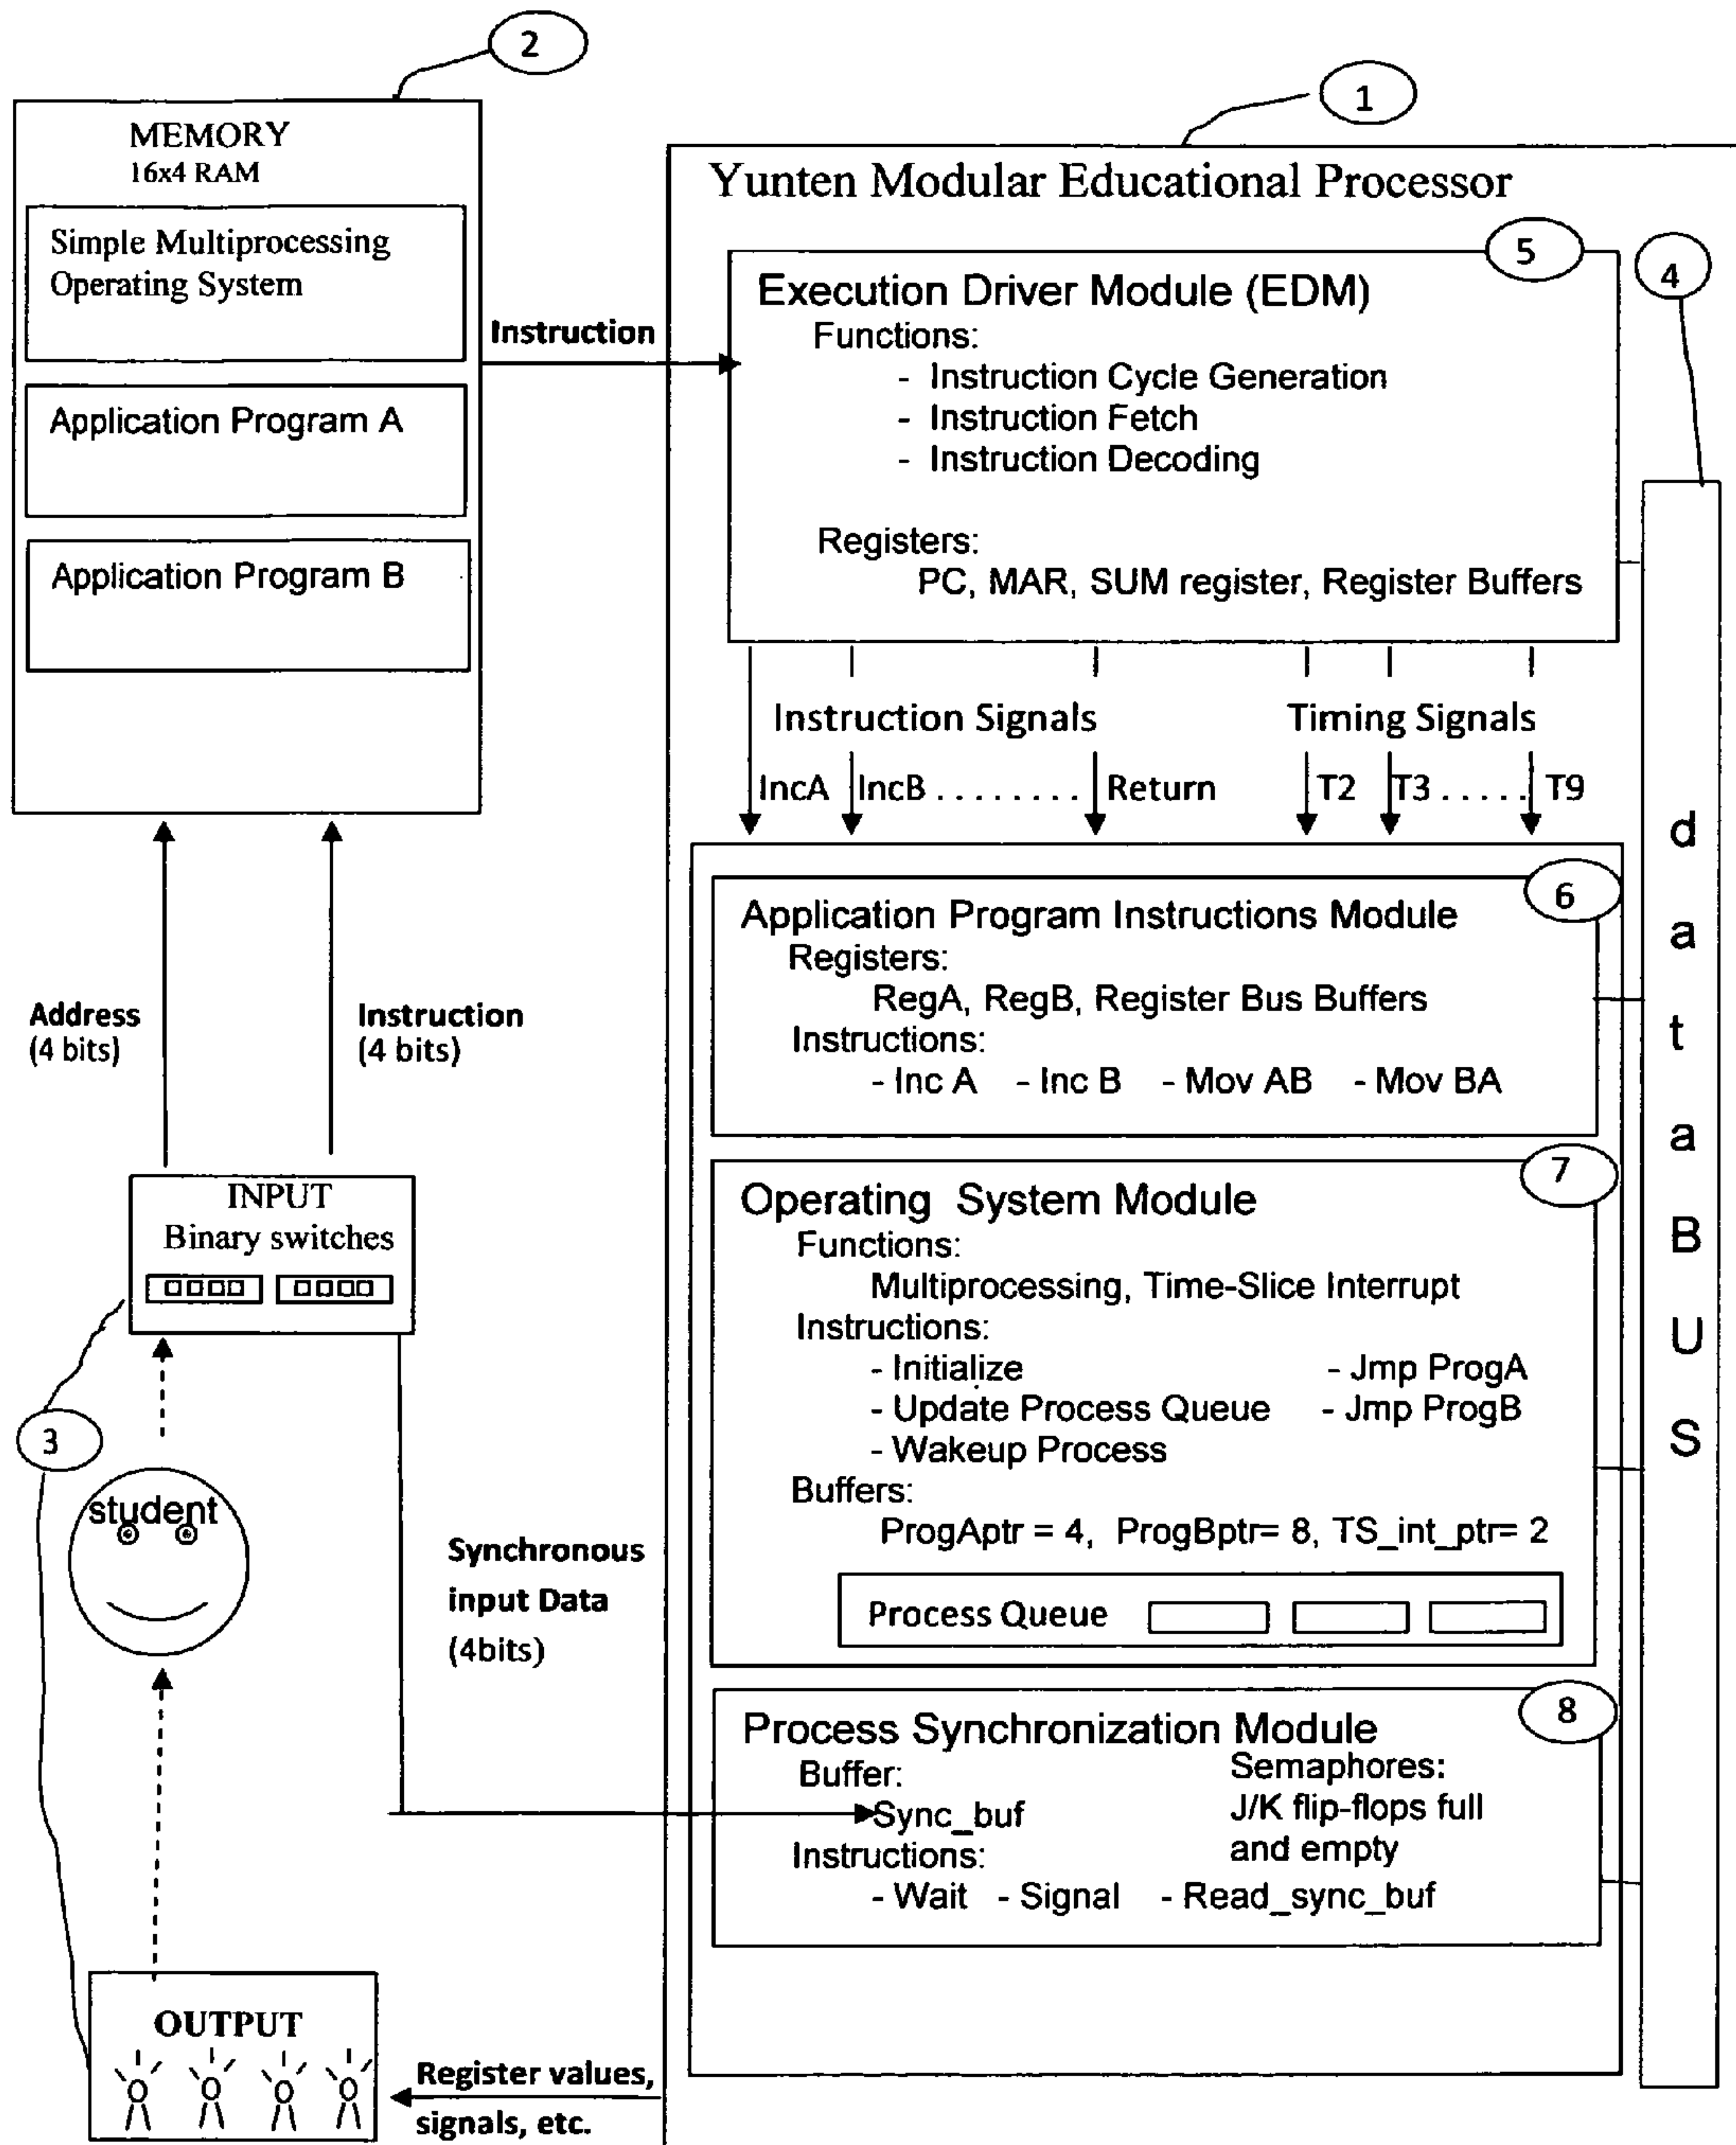 2
1
MEMORY
16x4 RAM
Simple Multiprocessing
Operating System
Application Program A
Application Program B
Instruction
Address
(4 bits)
Instruction
(4 bits)
INPUT
Binary switches
3
student
Synchronous
input Data
(4bits)
OUTPUT
Register values,
signals, etc.
Yunten Modular Educational Processor
5
4
Execution Driver Module (EDM)
Functions:
- Instruction Cycle Generation
- Instruction Fetch
- Instruction Decoding
Registers:
PC, MAR, SUM register, Register Buffers
Instruction Signals Timing Signals
IncA IncB ........ Return T2 T3 ..... T9
6
Application Program Instructions Module
Registers:
RegA, RegB, Register Bus Buffers
Instructions:
- Inc A - Inc B - Mov AB - Mov BA
7
Operating System Module
Functions:
Multiprocessing, Time-Slice Interrupt
Instructions:
- Initialize - Jmp ProgA
- Update Process Queue - Jmp ProgB
- Wakeup Process
Buffers:
ProgAptr = 4, ProgBptr= 8, TS_int_ptr= 2
Process Queue
8
Process Synchronization Module
Buffer:
Sync_buf
Semaphores:
J/K flip-flops full
and empty
Instructions:
- Wait - Signal - Read_sync_buf
data BUS